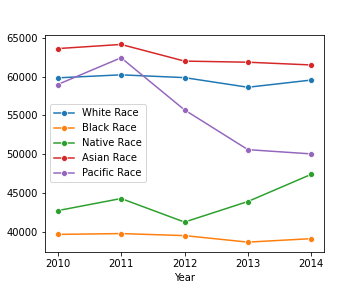 65000
60000
55000
50000
45000
40000
White Race
Black Race
Native Race
Asian Race
Pacific Race
2010 2011 2012 2013 2014
Year